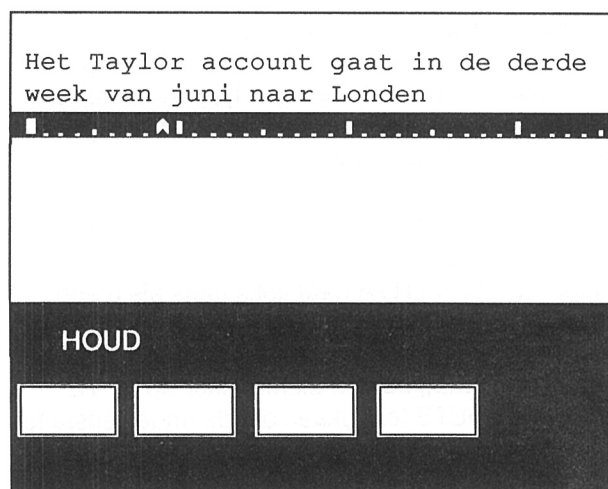 Het Taylor account gaat in de derde
week van juni naar Londen
HOUD